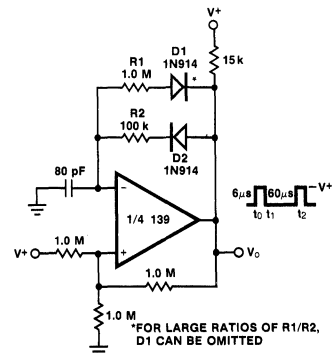 V+
D1
1N914
*
15k
R1
1.0 M
R2
100 k
D2
1N914
80 pF
−
1/4 139
+
6μs
60μs
V+
t0
t1
t2
V+
1.0 M
1.0 M
Vo
1.0 M
*FOR LARGE RATIOS OF R1/R2,
D1 CAN BE OMITTED